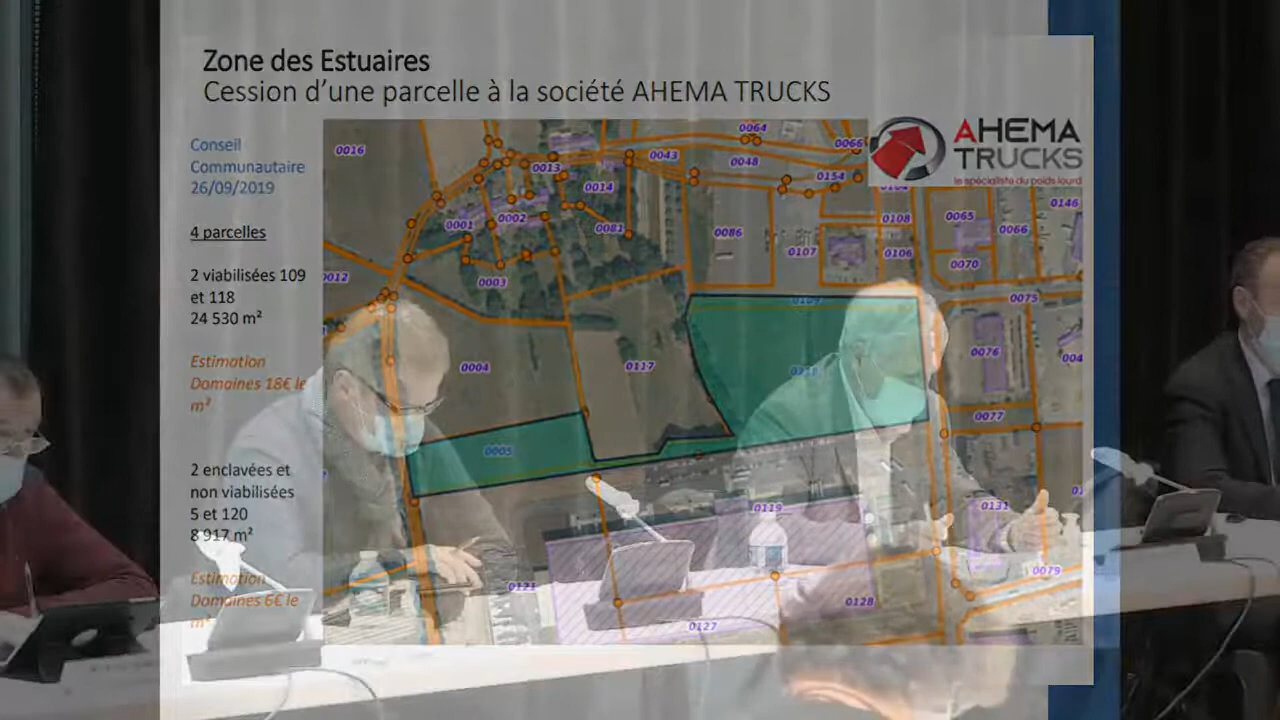 Zone des Estuaires
Cession d'une parcelle à la société AHEMA TRUCKS
AHEMA
TRUCKS
le spécialiste du poids lourd
Conseil
Communautaire
26/09/2019
4 parcelles
2 viabilisées 109
et 118
24 530 m²
Estimation
Domaines 18€ le
m²
2 enclavées et
non viabilisées
5 et 120
8 917 m²
Estimation
Domaines 6€ le
m²
0064
0016
0043
0066
0048
0013
0154
0014
0146
0108
0065
0002
0001
0081
0086
0066
0107
0106
0070
0012
0003
0075
0109
0076
0004
0117
0077
0005
0119
0131
0079
0121
0128
0127